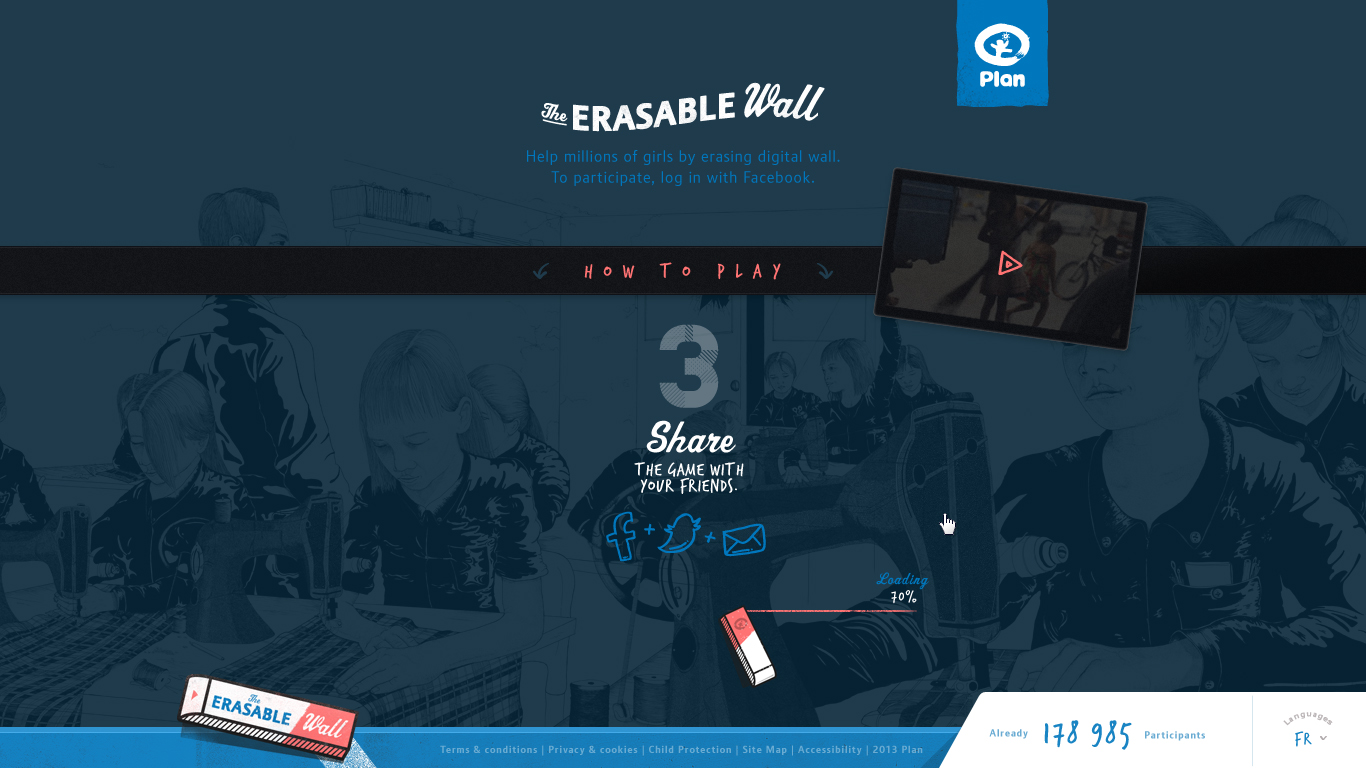 Plan
The ERASABLE Wall
Help millions of girls by erasing digital wall.
To participate, log in with Facebook.
HOW TO PLAY
3
Share
THE GAME WITH
YOUR FRIENDS.
f + +
Loading
70%
The
ERASABLE Wall
Terms & conditions | Privacy & cookies | Child Protection | Site Map | Accessibility | 2013 Plan
Already 178 985 Participants
Languages
FR